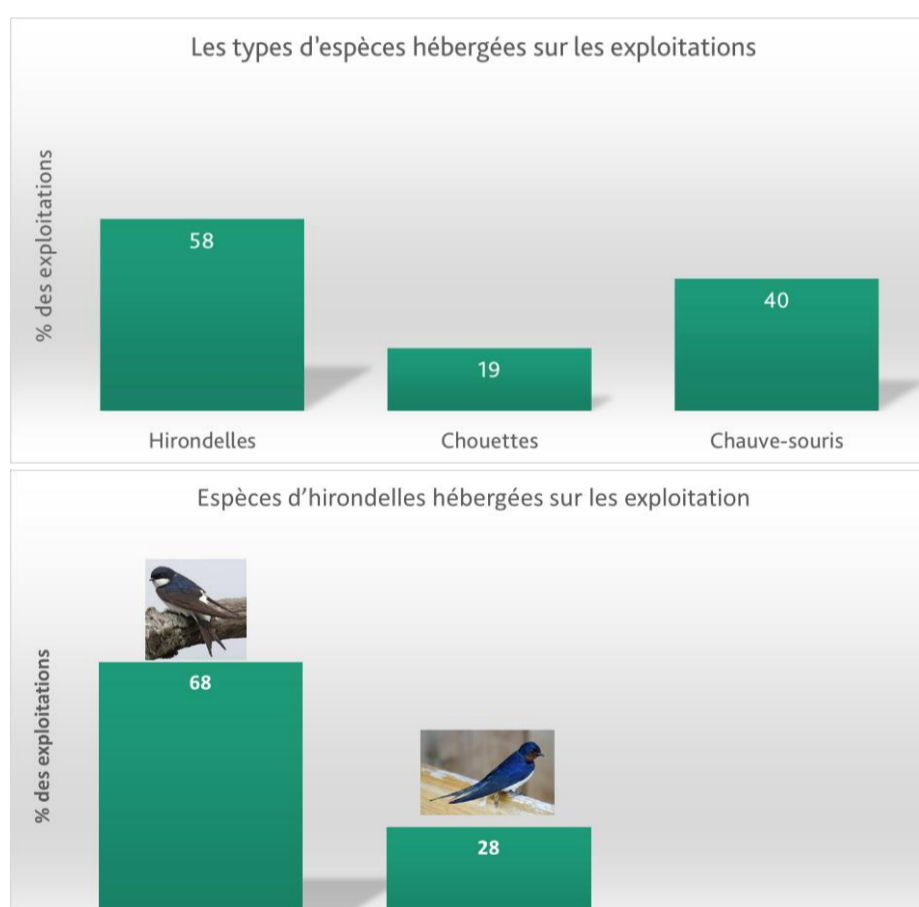 Les types d'espèces hébergées sur les exploitations
% des exploitations
58
19
40
Hirondelles
Chouettes
Chauve-souris
Espèces d'hirondelles hébergées sur les exploitation
% des exploitations
68
28